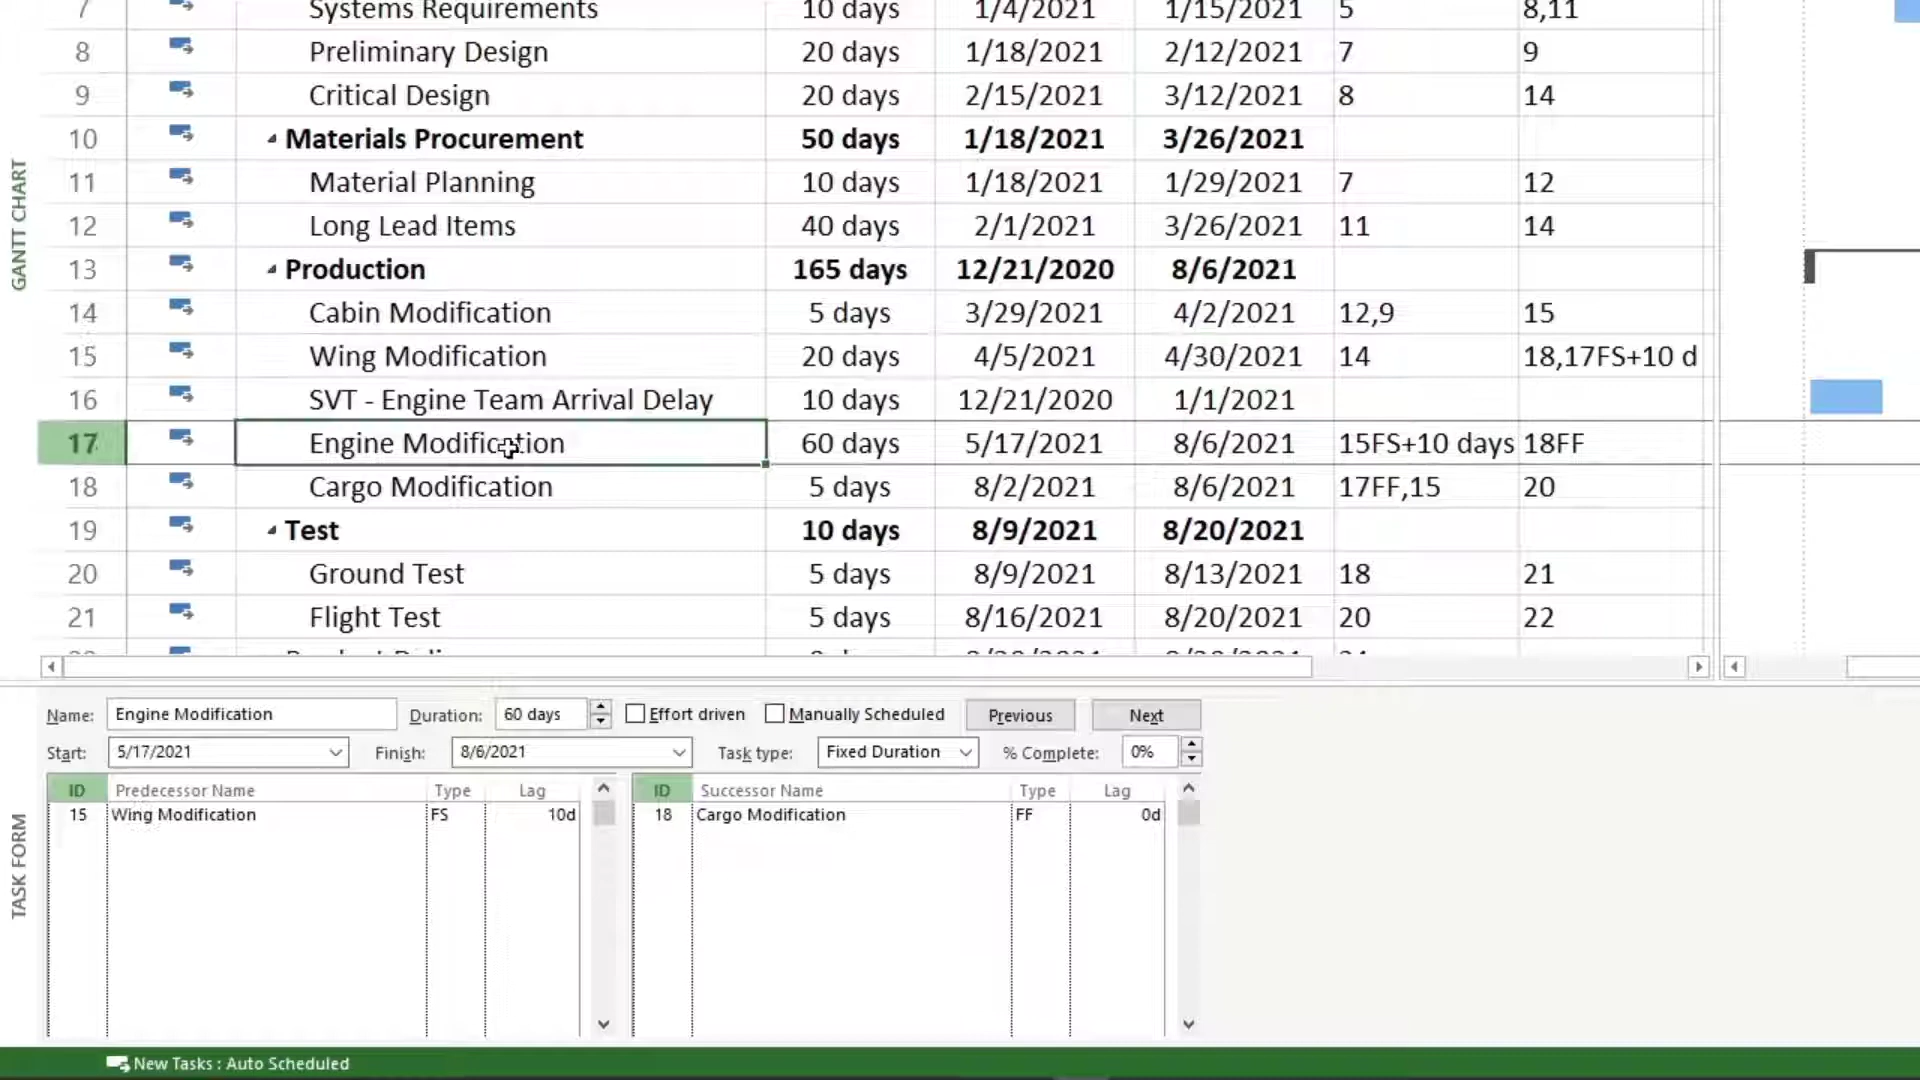 7 Systems Requirements 10 days 1/4/2021 1/15/2021 5 8,11
8 Preliminary Design 20 days 1/18/2021 2/12/2021 7 9
9 Critical Design 20 days 2/15/2021 3/12/2021 8 14
10 Materials Procurement 50 days 1/18/2021 3/26/2021
11 Material Planning 10 days 1/18/2021 1/29/2021 7 12
12 Long Lead Items 40 days 2/1/2021 3/26/2021 11 14
13 Production 165 days 12/21/2020 8/6/2021
14 Cabin Modification 5 days 3/29/2021 4/2/2021 12,9 15
15 Wing Modification 20 days 4/5/2021 4/30/2021 14 18,17FS+10 d
16 SVT - Engine Team Arrival Delay 10 days 12/21/2020 1/1/2021
17 Engine Modification 60 days 5/17/2021 8/6/2021 15FS+10 days 18FF
18 Cargo Modification 5 days 8/2/2021 8/6/2021 17FF,15 20
19 Test 10 days 8/9/2021 8/20/2021
20 Ground Test 5 days 8/9/2021 8/13/2021 18 21
21 Flight Test 5 days 8/16/2021 8/20/2021 20 22
GANTT CHART
Name: Engine Modification Duration: 60 days Effort driven Manually Scheduled Previous Next
Start: 5/17/2021 Finish: 8/6/2021 Task type: Fixed Duration % Complete: 0%
ID Predecessor Name Type Lag ID Successor Name Type Lag
15 Wing Modification FS 10d 18 Cargo Modification FF 0d
TASK FORM
New Tasks : Auto Scheduled